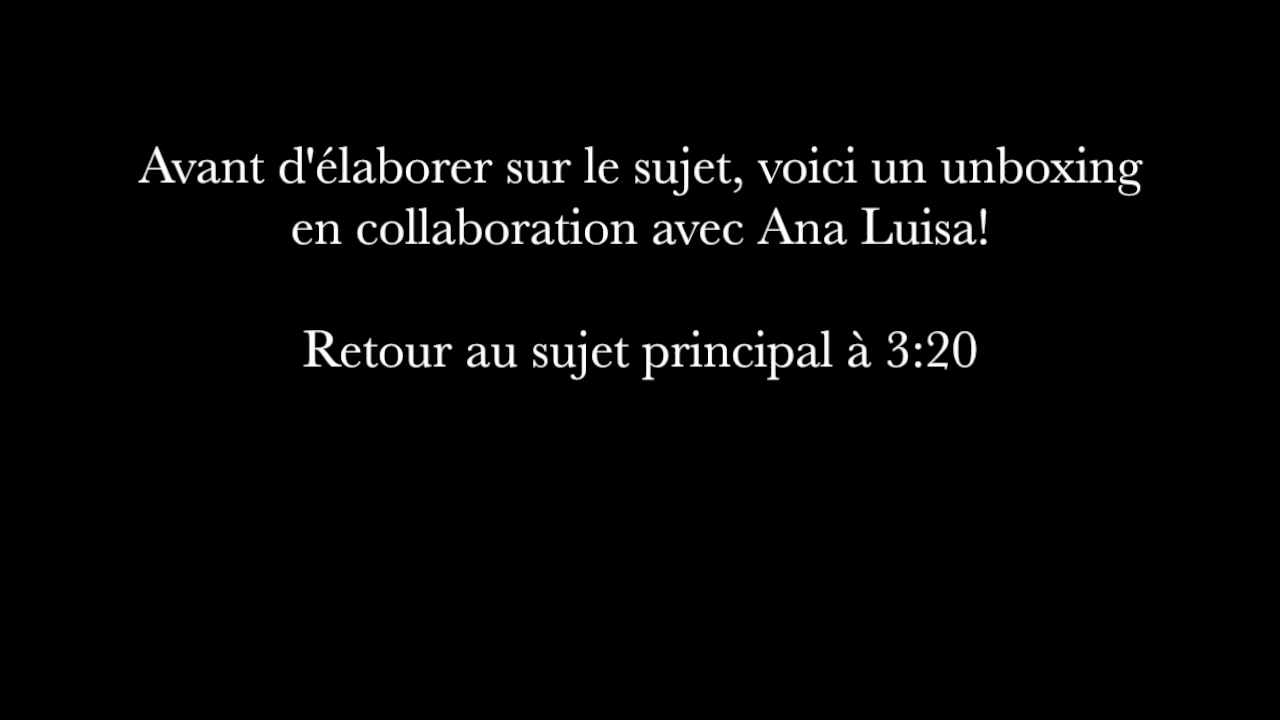 Avant d'élaborer sur le sujet, voici un unboxing
en collaboration avec Ana Luisa!
Retour au sujet principal à 3:20